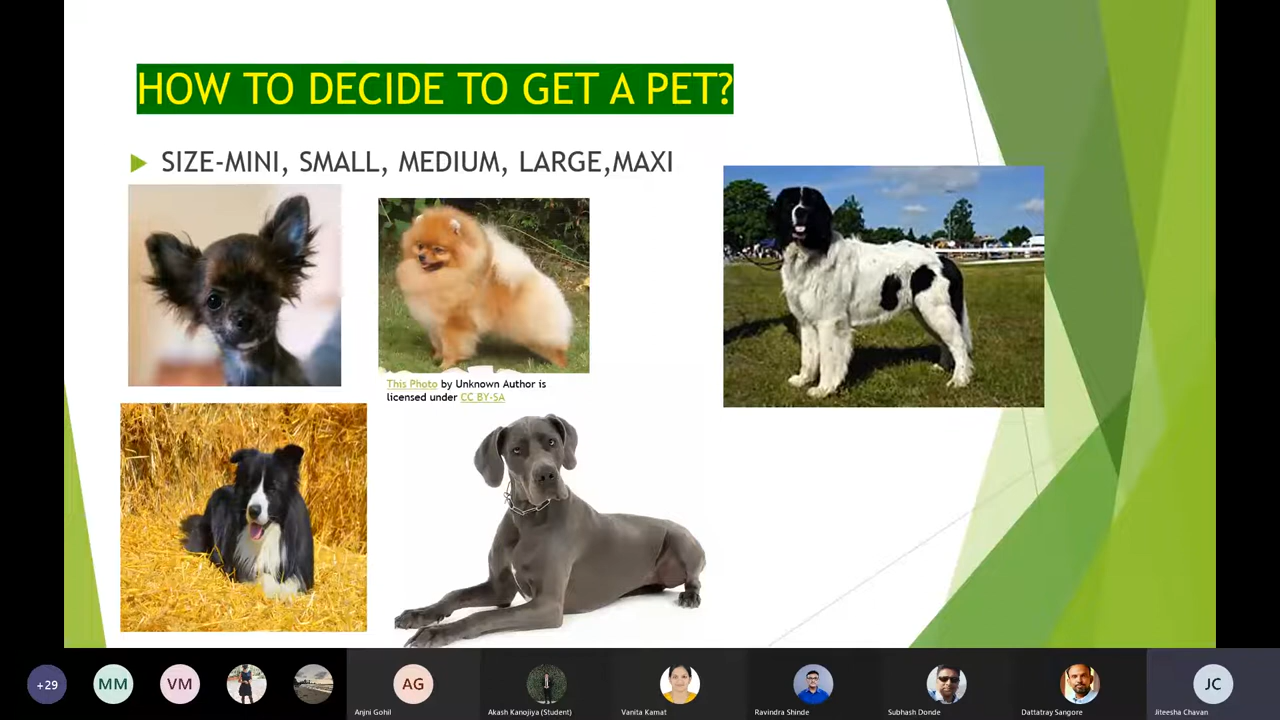 HOW TO DECIDE TO GET A PET?
SIZE-MINI, SMALL, MEDIUM, LARGE,MAXI
This Photo by Unknown Author is
licensed under CC BY-SA
+29
MM
VM
AG
JC
Anjni Gohil
Akash Kanojiya (Student)
Vanita Kamat
Ravindra Shinde
Subhash Donde
Dattatray Sangore
Jiteesha Chavan